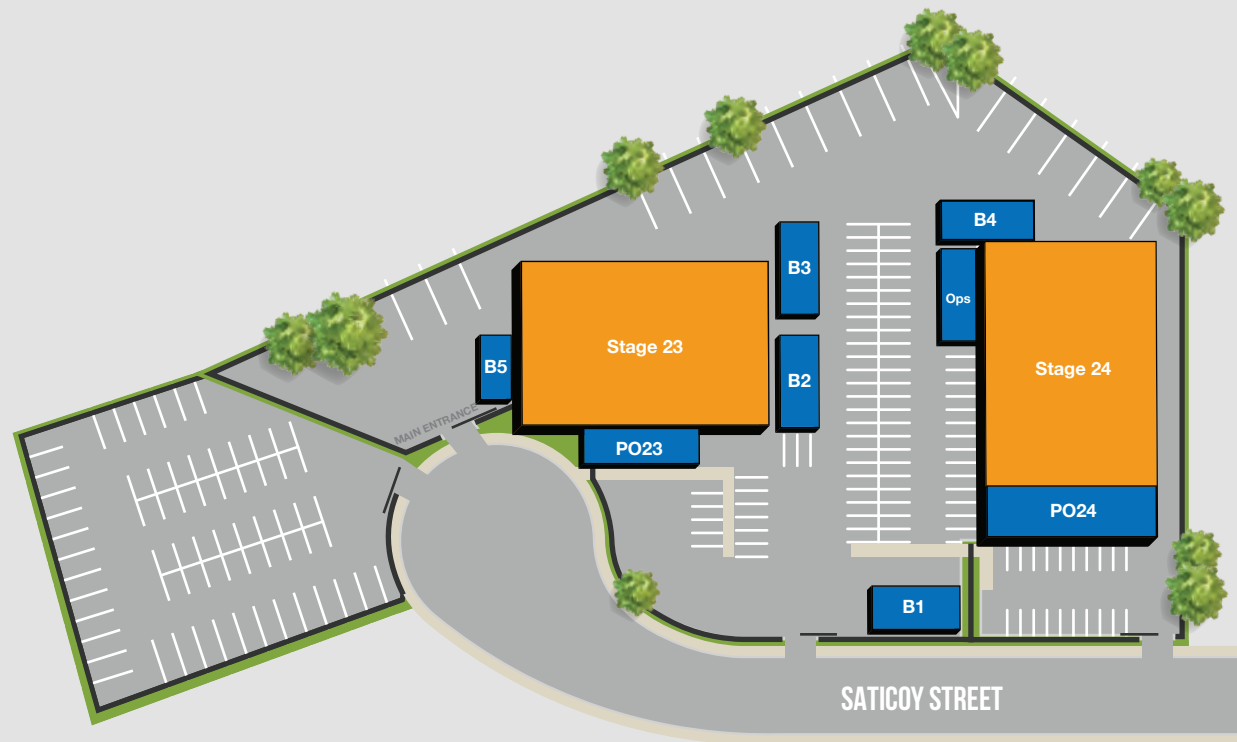 B4
B3
Ops
Stage 23
B5
Stage 24
B2
MAIN ENTRANCE
PO23
PO24
B1
SATICOY STREET